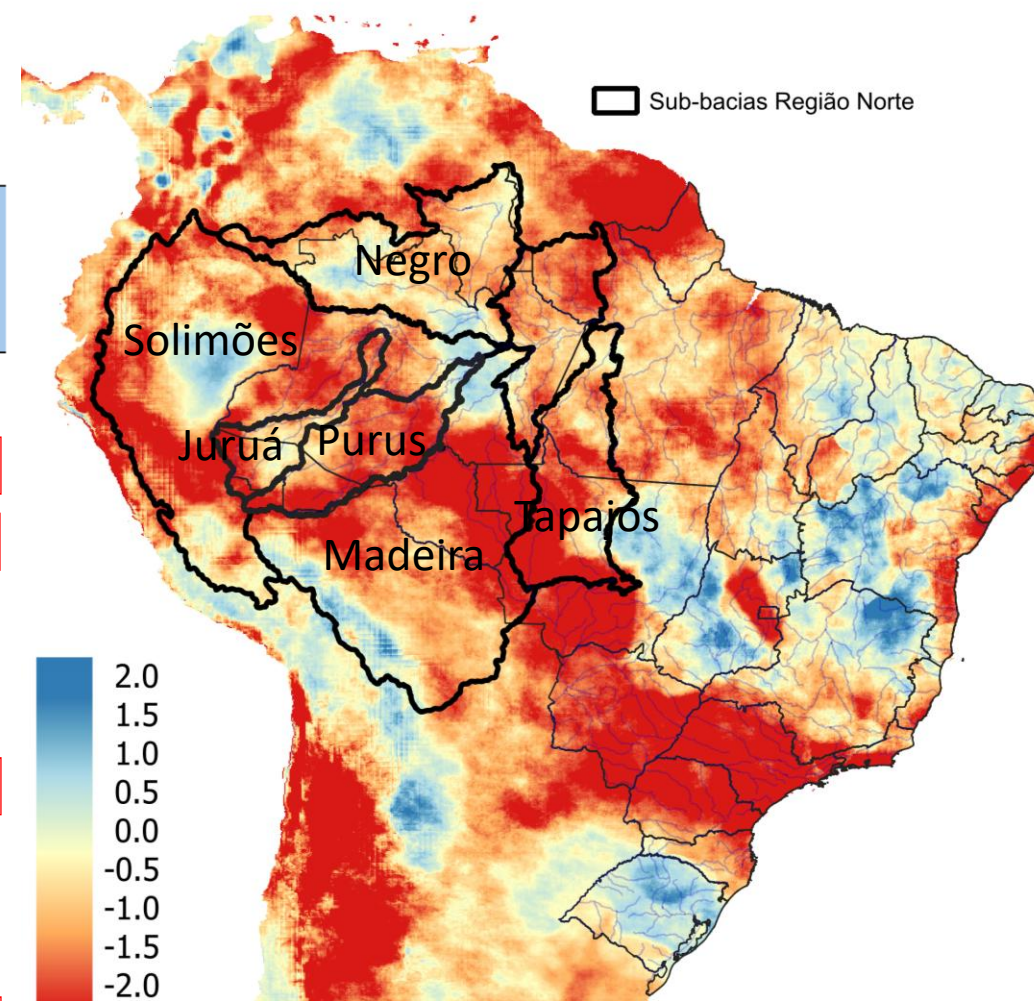 Sub-bacias Região Norte
Negro
Solimões
Juruá
Purus
Tapajós
Madeira
2.0
1.5
1.0
0.5
0.0
-0.5
-1.0
-1.5
-2.0